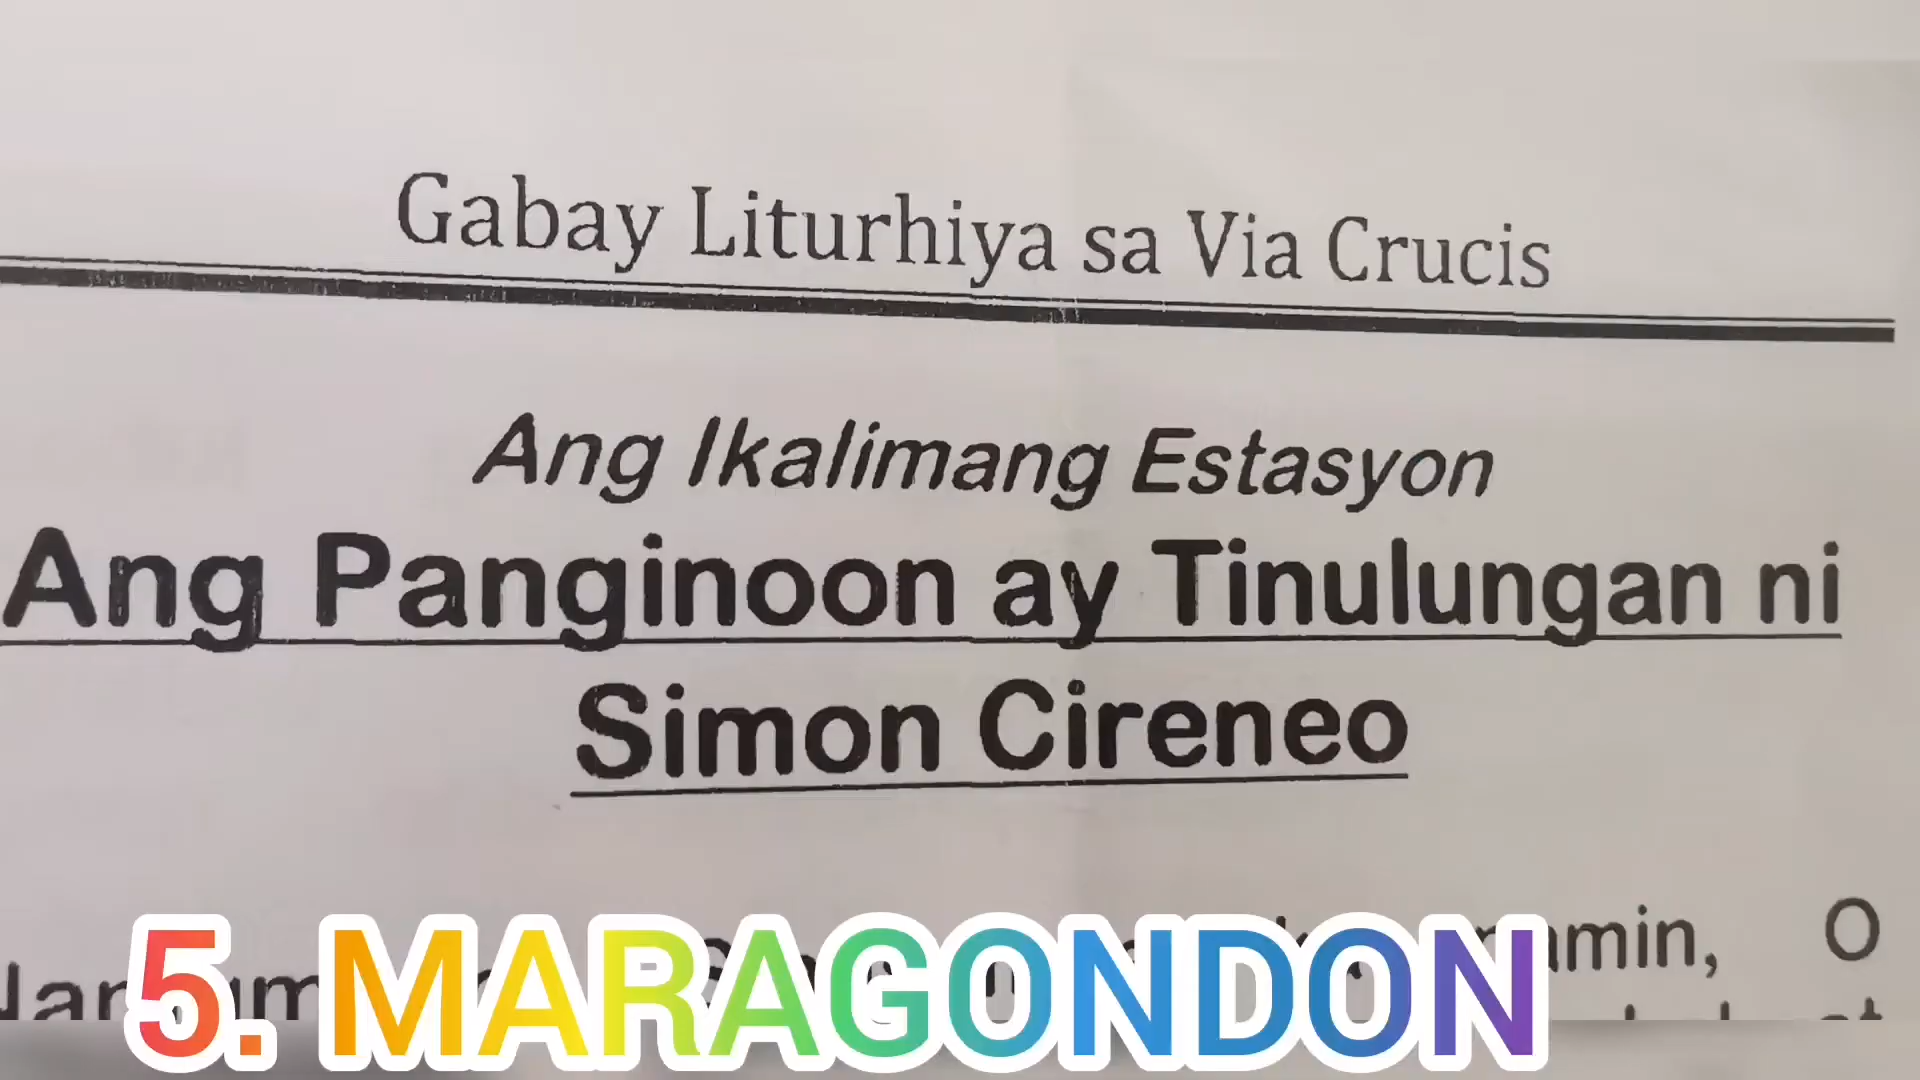 Gabay Liturhiya sa Via Crucis
Ang Ikalimang Estasyon
Ang Panginoon ay Tinulungan ni
Simon Cireneo
amin, O
5. MARAGONDON